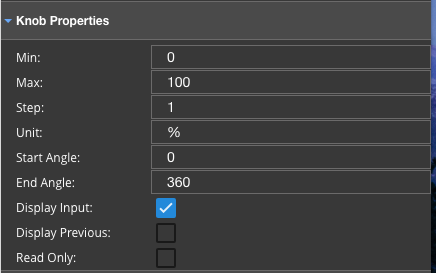 Knob Properties
Min: 0
Max: 100
Step: 1
Unit: %
Start Angle: 0
End Angle: 360
Display Input:
Display Previous:
Read Only: